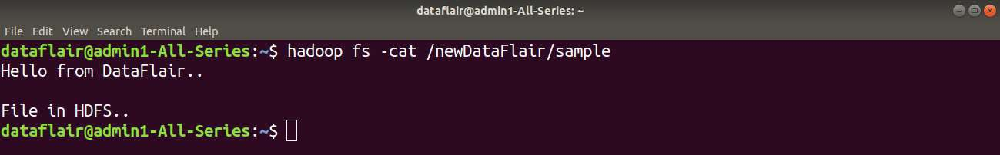 dataflair@admin1-All-Series: ~
File Edit View Search Terminal Help
dataflair@admin1-All-Series:~$ hadoop fs -cat /newDataFlair/sample
Hello from DataFlair..
File in HDFS..
dataflair@admin1-All-Series:~$